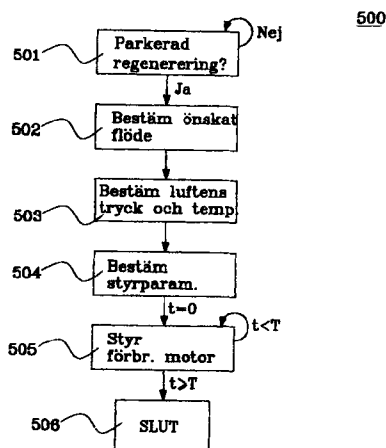 500
Nej
501
Parkerad
regenerering?
Ja
502
Bestäm önskat
flöde
503
Bestäm luftens
tryck och temp.
504
Bestäm
styrparam.
t=0
t<T
505
Styr
förbr. motor
t≥T
506
SLUT